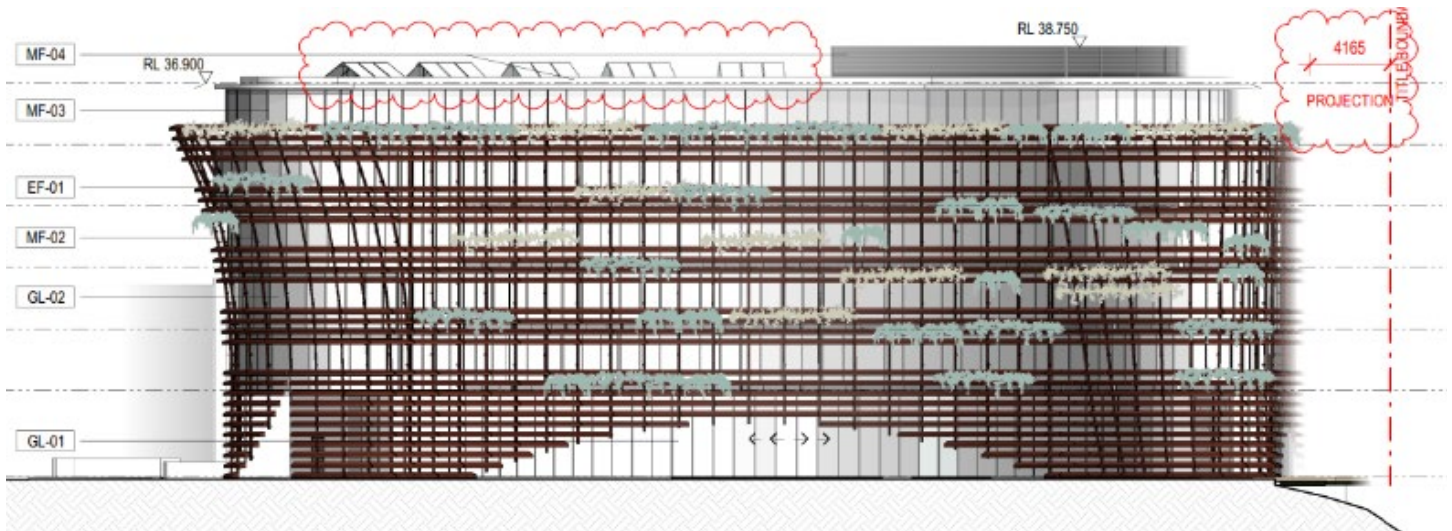 MF-04
RL 36.900
RL 38.750
4165
PROJECTION
MF-03
EF-01
MF-02
GL-02
GL-01